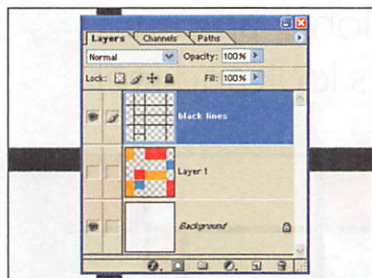 Layers Channels Paths
Normal Opacity: 100%
Lock: Fill: 100%
black lines
Layer 1
Background